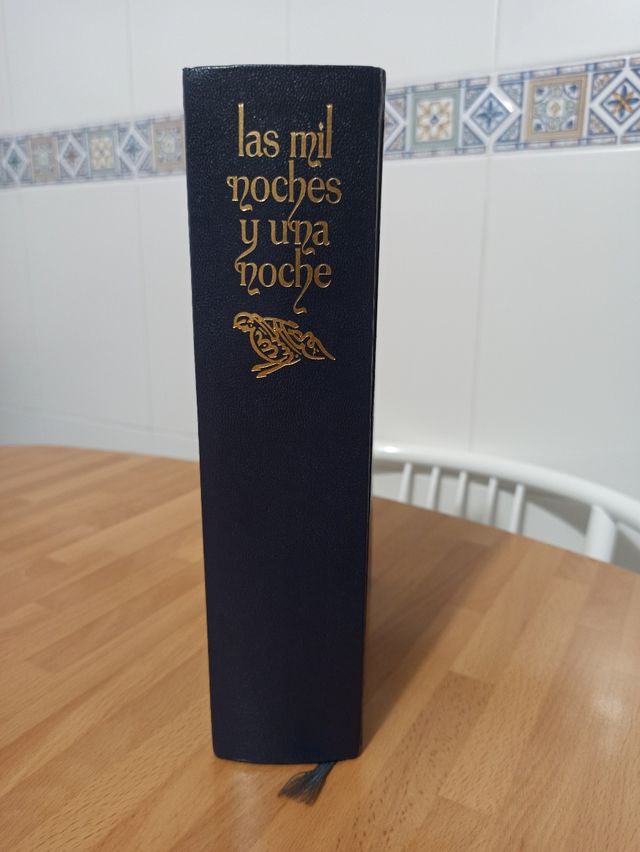 las mil
noches
y una
noche